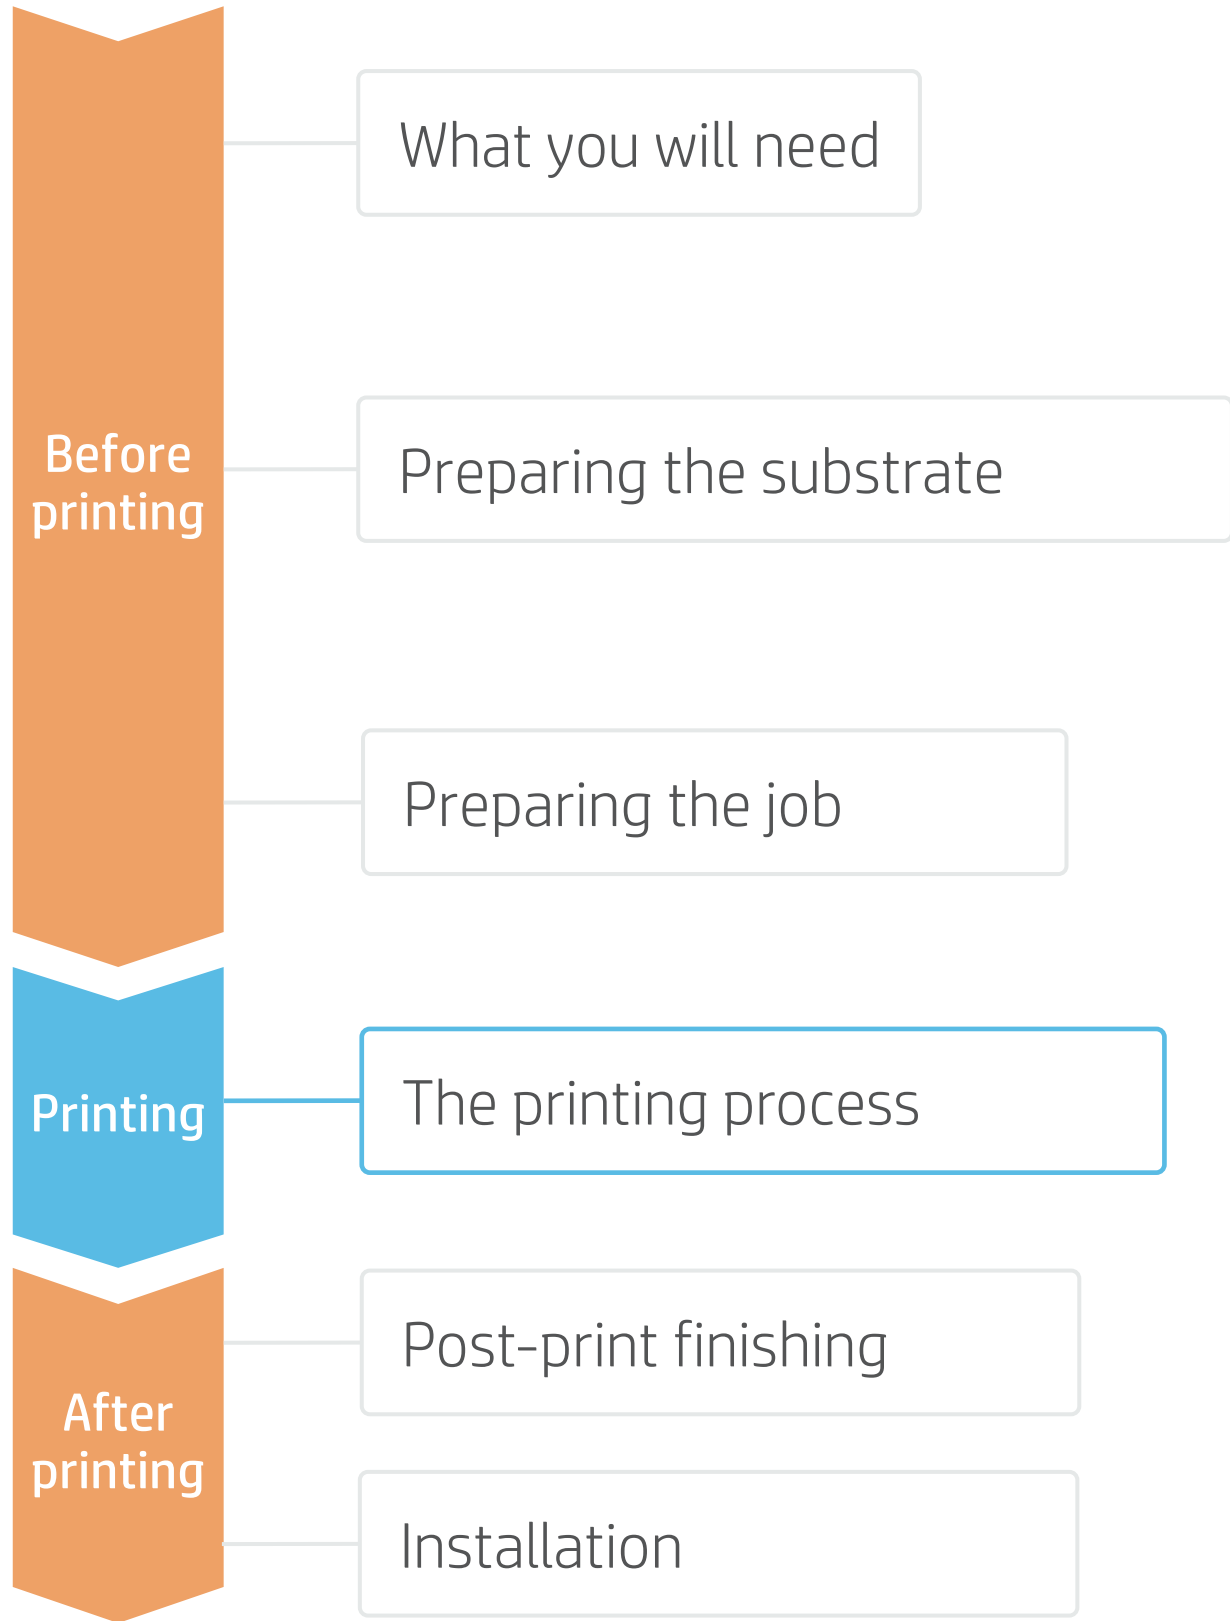 What you will need
Before
printing
Preparing the substrate
Preparing the job
Printing
The printing process
Post-print finishing
After
printing
Installation